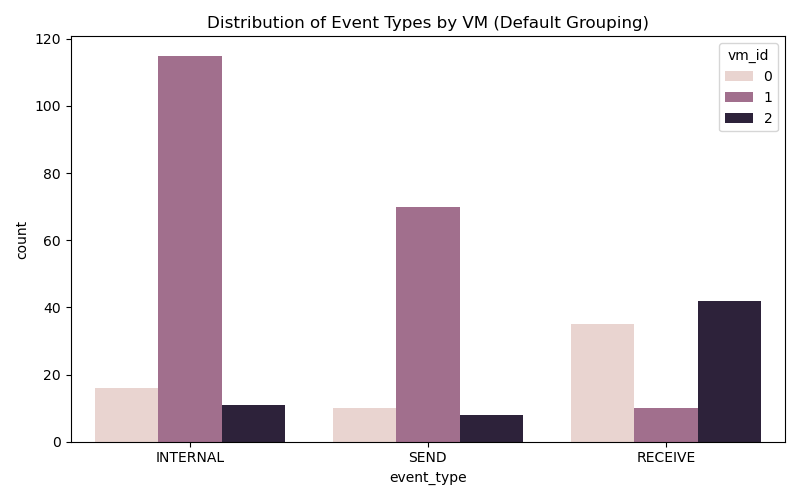 Distribution of Event Types by VM (Default Grouping)
120
100
80
60
40
20
0
count
vm_id
0
1
2
INTERNAL
SEND
RECEIVE
event_type